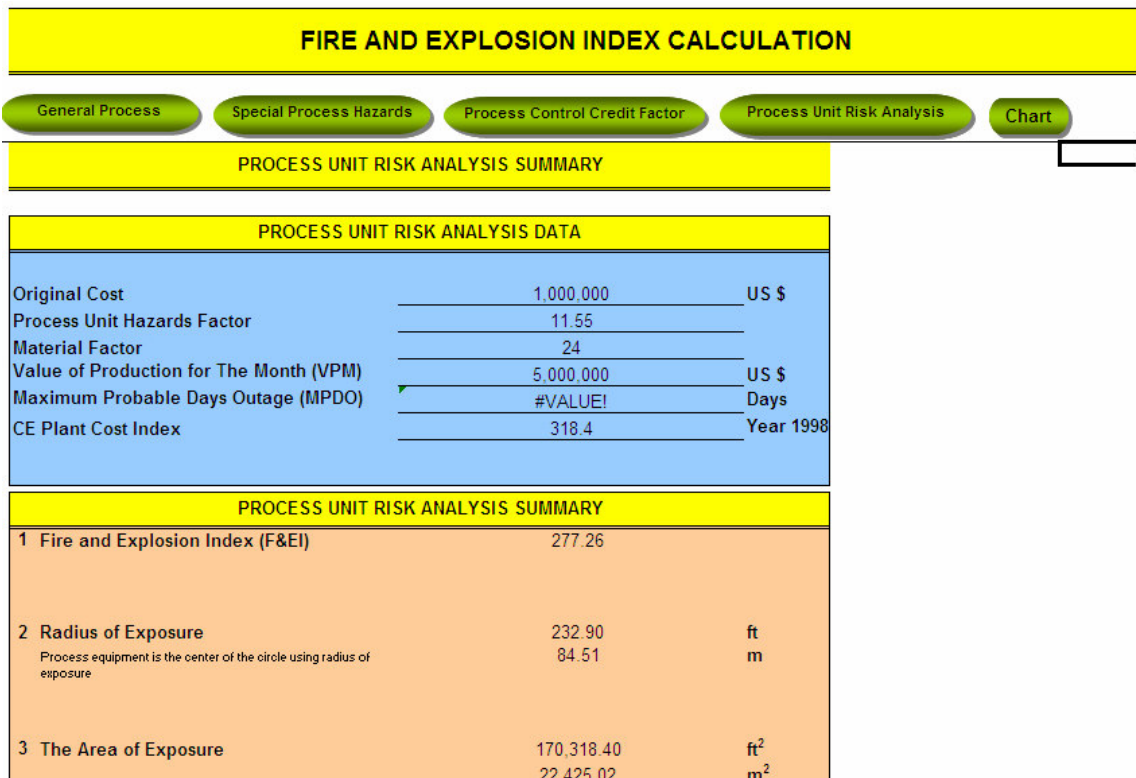 FIRE AND EXPLOSION INDEX CALCULATION
General Process Special Process Hazards Process Control Credit Factor Process Unit Risk Analysis Chart
PROCESS UNIT RISK ANALYSIS SUMMARY
PROCESS UNIT RISK ANALYSIS DATA
Original Cost 1,000,000 US $
Process Unit Hazards Factor 11.55
Material Factor 24
Value of Production for The Month (VPM) 5,000,000 US $
Maximum Probable Days Outage (MPDO) #VALUE! Days
CE Plant Cost Index 318.4 Year 1998
PROCESS UNIT RISK ANALYSIS SUMMARY
1 Fire and Explosion Index (F&EI) 277.26
2 Radius of Exposure 232.90 ft
Process equipment is the center of the circle using radius of 84.51 m
exposure
3 The Area of Exposure 170,318.40 ft²
22,425.02 m²